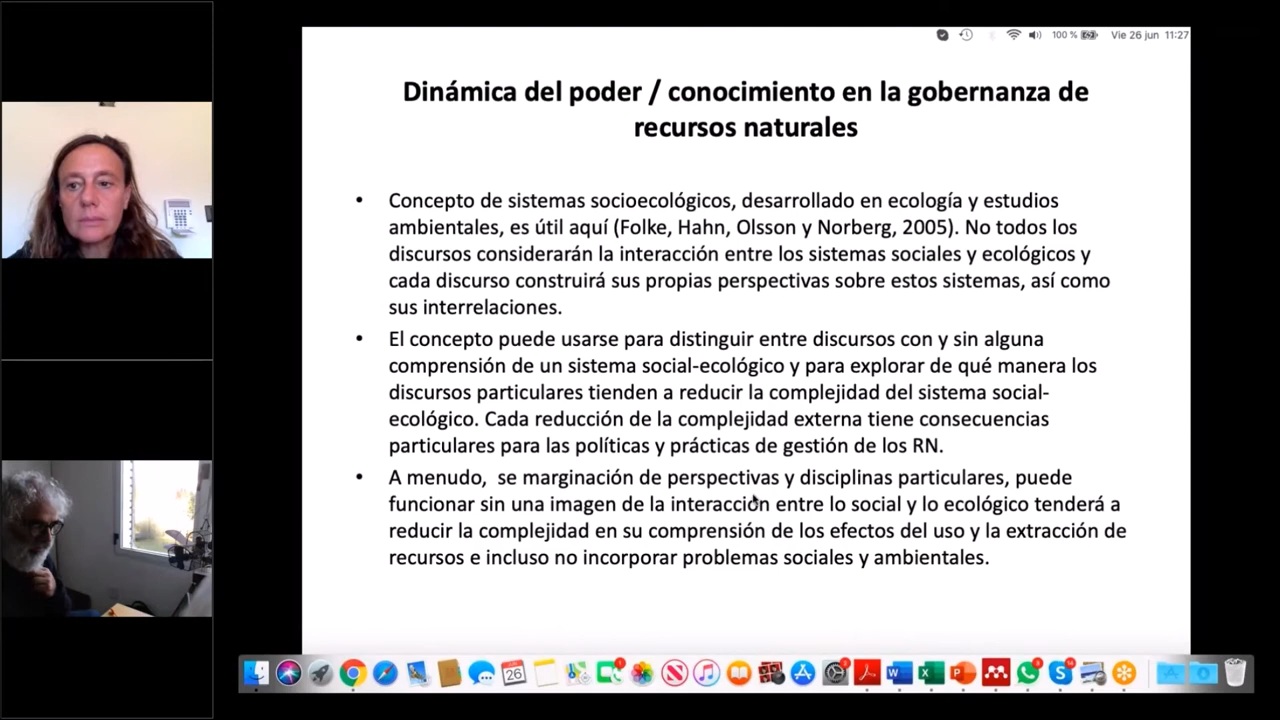 100 %
Vie 26 jun 11:27
Dinámica del poder / conocimiento en la gobernanza de
recursos naturales
• Concepto de sistemas socioecológicos, desarrollado en ecología y estudios
ambientales, es útil aquí (Folke, Hahn, Olsson y Norberg, 2005). No todos los
discursos considerarán la interacción entre los sistemas sociales y ecológicos y
cada discurso construirá sus propias perspectivas sobre estos sistemas, así como
sus interrelaciones.
• El concepto puede usarse para distinguir entre discursos con y sin alguna
comprensión de un sistema social-ecológico y para explorar de qué manera los
discursos particulares tienden a reducir la complejidad del sistema social-
ecológico. Cada reducción de la complejidad externa tiene consecuencias
particulares para las políticas y prácticas de gestión de los RN.
• A menudo, se marginación de perspectivas y disciplinas particulares, puede
funcionar sin una imagen de la interacción entre lo social y lo ecológico tenderá a
reducir la complejidad en su comprensión de los efectos del uso y la extracción de
recursos e incluso no incorporar problemas sociales y ambientales.
26